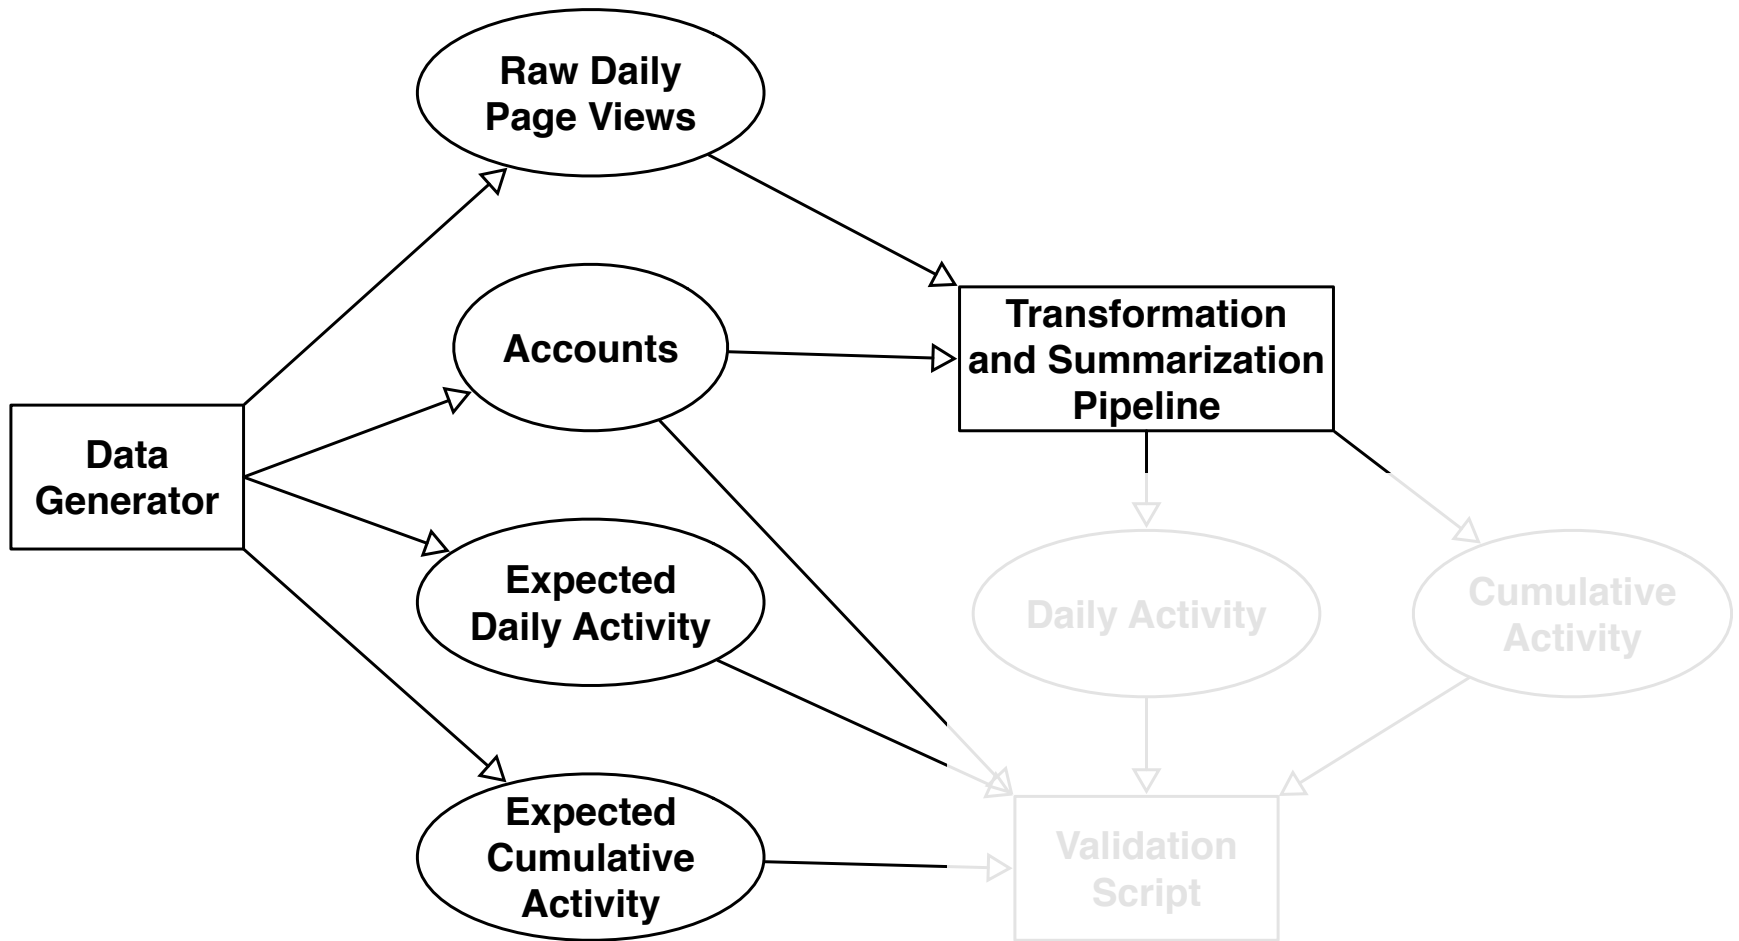 Raw Daily
Page Views
Accounts
Transformation
and Summarization
Pipeline
Data
Generator
Expected
Daily Activity
Daily Activity
Cumulative
Activity
Expected
Cumulative
Activity
Validation
Script